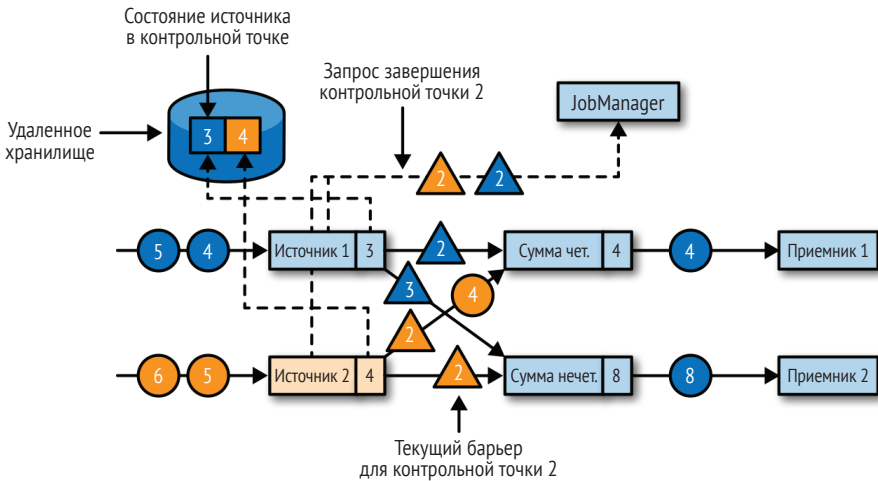 Состояние источника
в контрольной точке
Запрос завершения
контрольной точки 2
JobManager
Удаленное
хранилище
3 4
2 2
5 4 Источник 1 3 2 Сумма чет. 4 4 Приемник 1
3 4
2
6 5 Источник 2 4 2 Сумма нечет. 8 8 Приемник 2
Текущий барьер
для контрольной точки 2